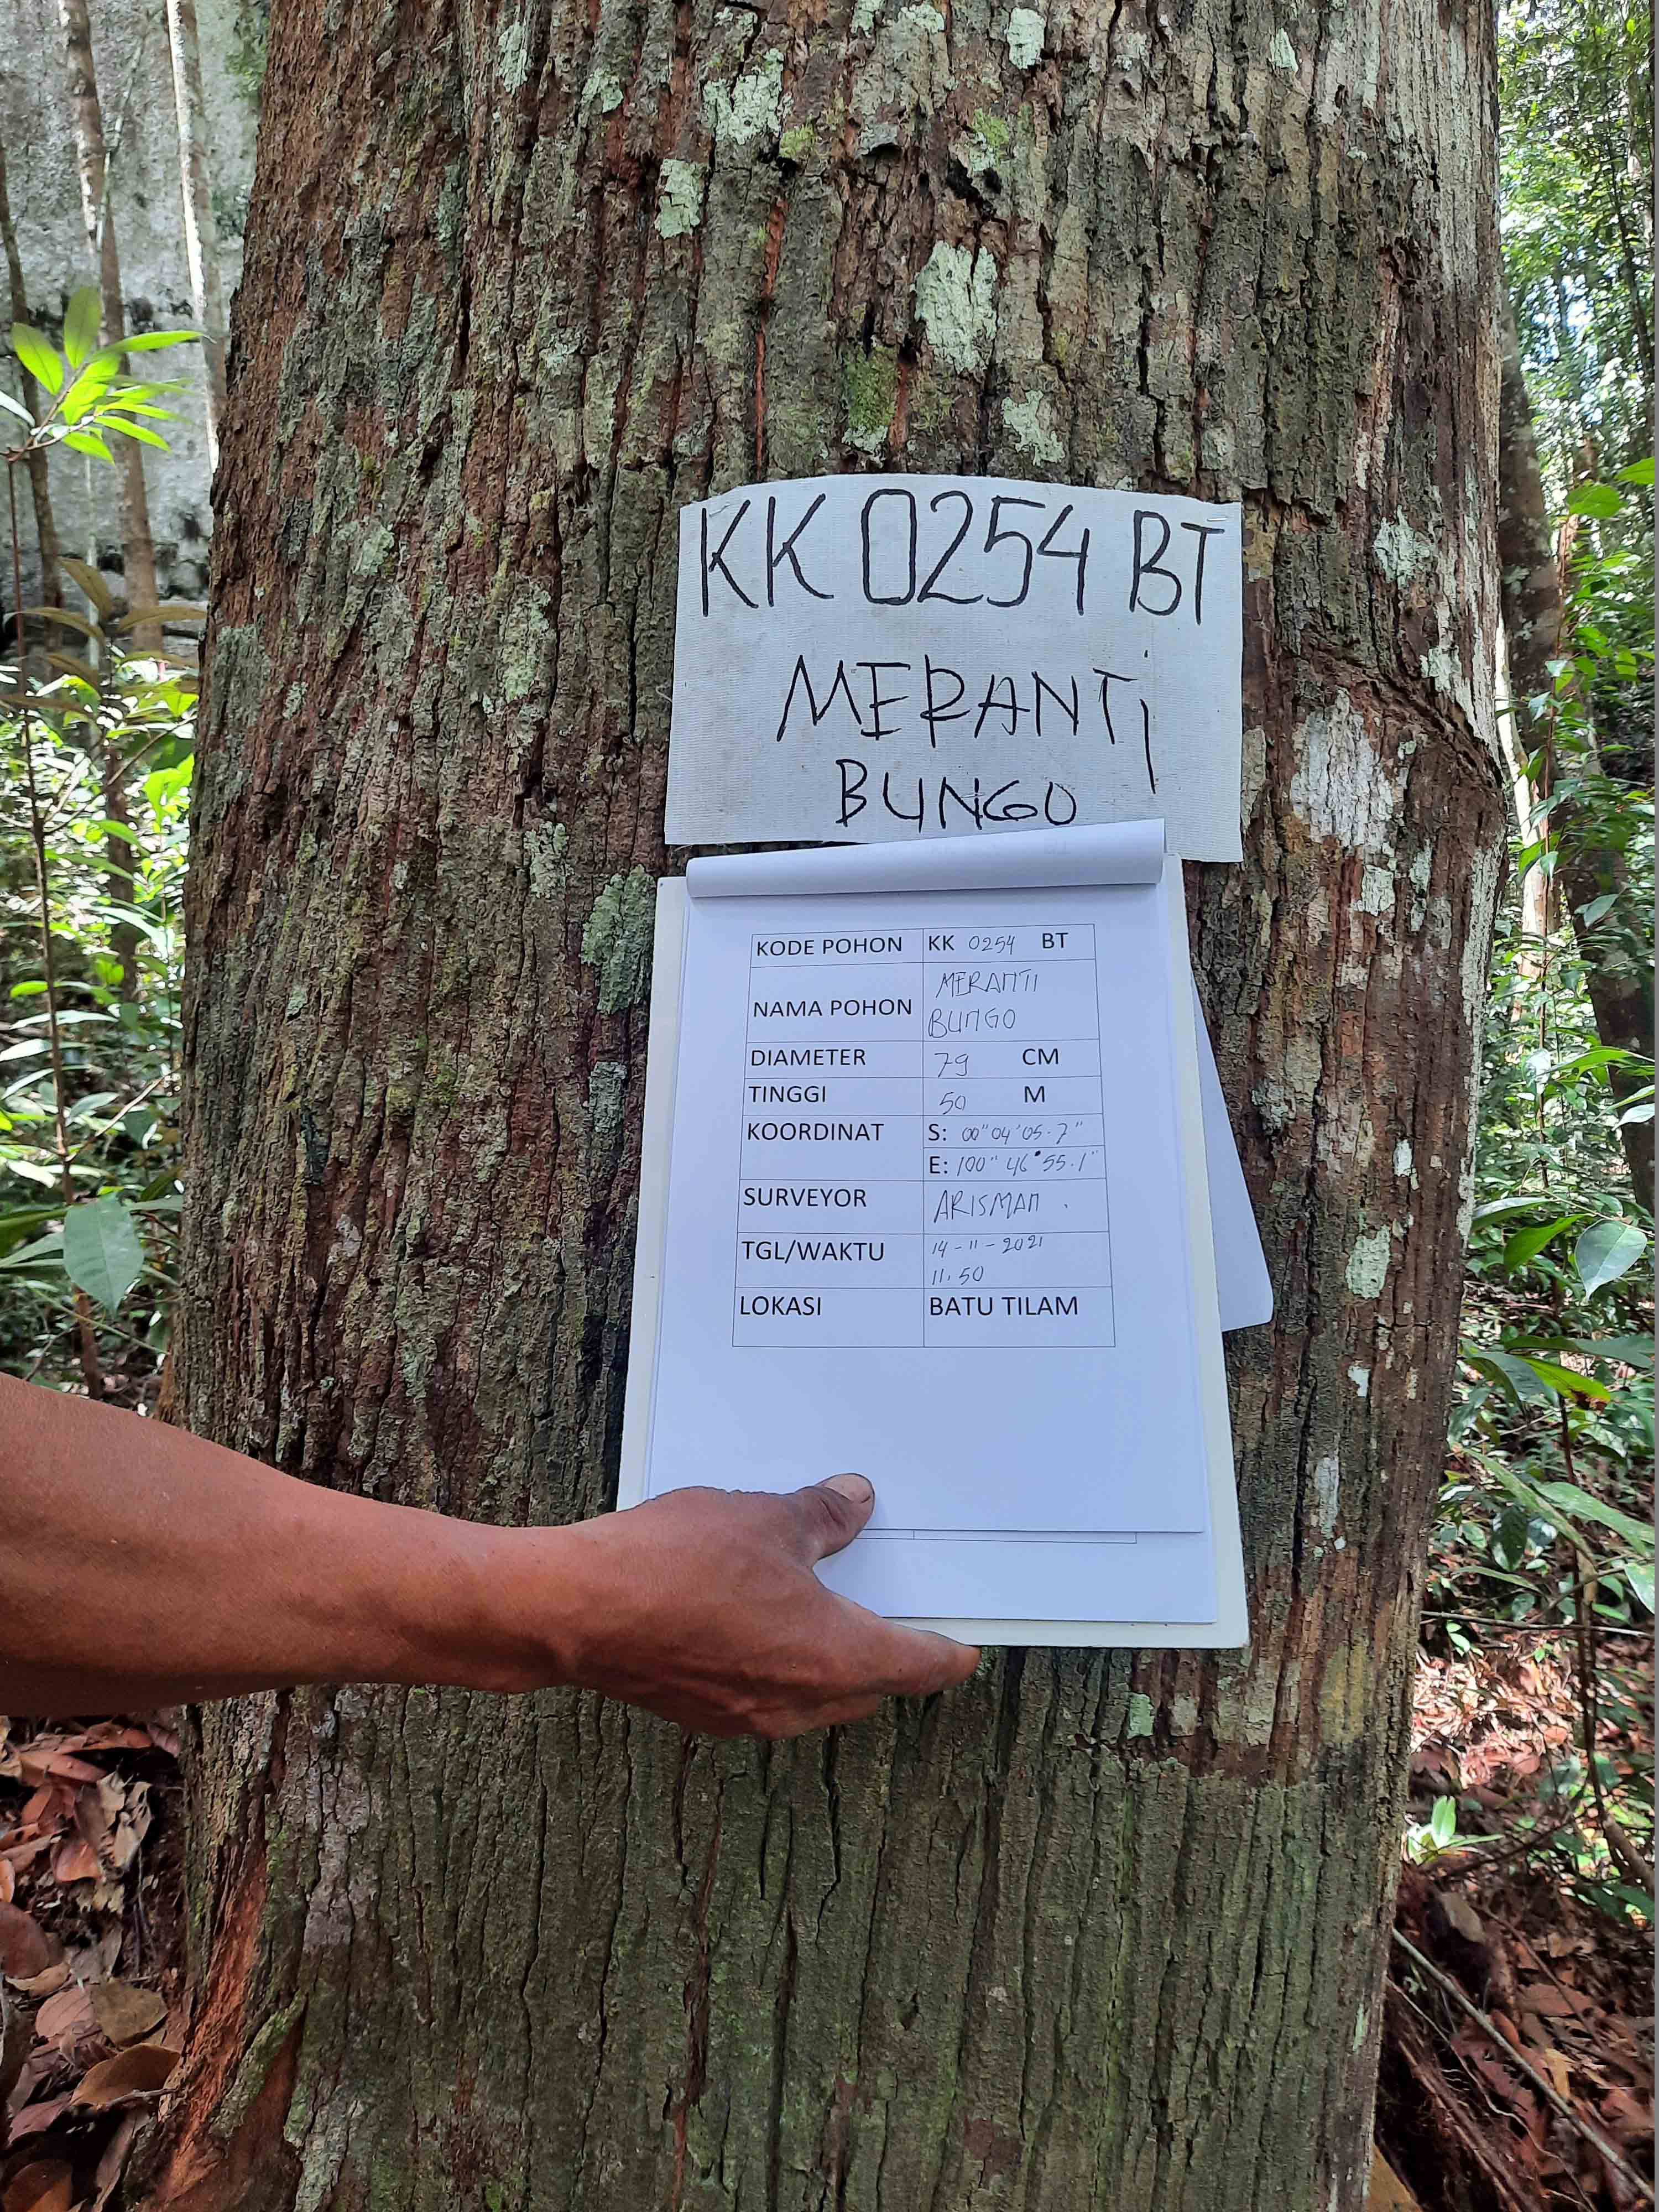 KK 0254 BT
MERANTi
BUNGO
KODE POHON KK 0254 BT
NAMA POHON MERANTI BUNGO
DIAMETER 79 CM
TINGGI 50 M
KOORDINAT S: 00" 04' 05.7"
E: 100" 46° 55.1"
SURVEYOR ARISMAN .
TGL/WAKTU 14-11-2021
11.50
LOKASI BATU TILAM